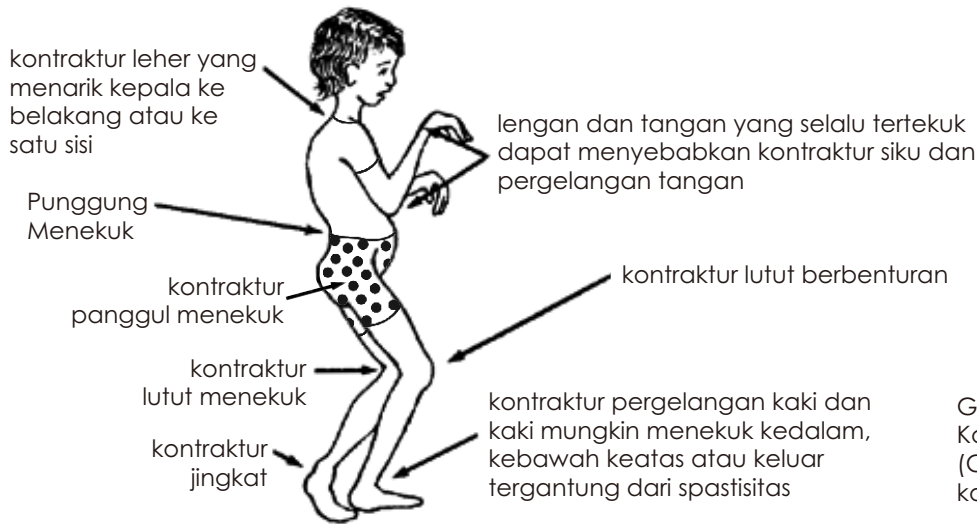 kontraktur leher yang
menarik kepala ke
belakang atau ke
satu sisi
lengan dan tangan yang selalu tertekuk
dapat menyebabkan kontraktur siku dan
pergelangan tangan
Punggung
Menekuk
kontraktur lutut berbenturan
kontraktur
panggul menekuk
kontraktur
lutut menekuk
kontraktur pergelangan kaki dan
kaki mungkin menekuk kedalam,
kebawah keatas atau keluar
tergantung dari spastisitas
kontraktur
jingkat